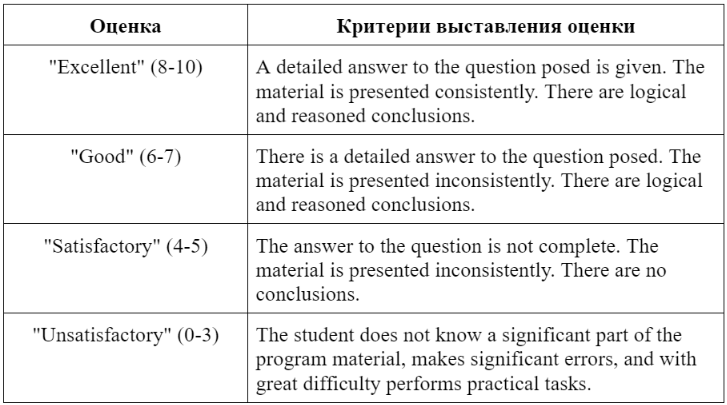 Оценка
Критерии выставления оценки
"Excellent" (8-10)
A detailed answer to the question posed is given. The
material is presented consistently. There are logical
and reasoned conclusions.
"Good" (6-7)
There is a detailed answer to the question posed. The
material is presented inconsistently. There are logical
and reasoned conclusions.
"Satisfactory" (4-5)
The answer to the question is not complete. The
material is presented inconsistently. There are no
conclusions.
"Unsatisfactory" (0-3)
The student does not know a significant part of the
program material, makes significant errors, and with
great difficulty performs practical tasks.